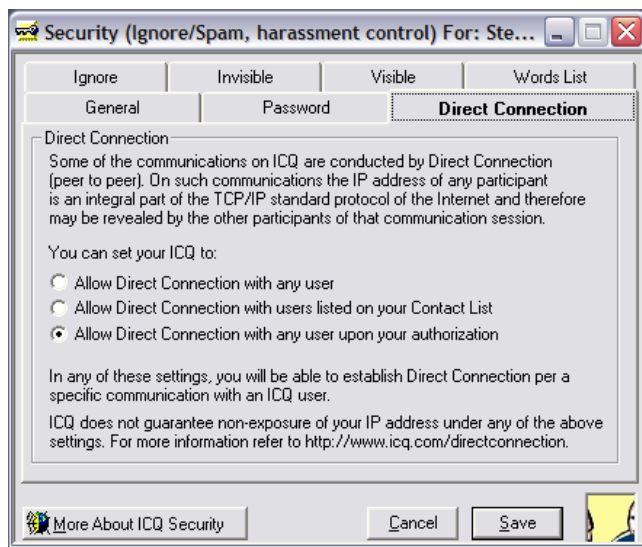 Security (Ignore/Spam, harassment control) For: Ste...
Ignore
Invisible
Visible
Words List
General
Password
Direct Connection
Direct Connection
Some of the communications on ICQ are conducted by Direct Connection
(peer to peer). On such communications the IP address of any participant
is an integral part of the TCP/IP standard protocol of the Internet and therefore
may be revealed by the other participants of that communication session.
You can set your ICQ to:
Allow Direct Connection with any user
Allow Direct Connection with users listed on your Contact List
Allow Direct Connection with any user upon your authorization
In any of these settings, you will be able to establish Direct Connection per a
specific communication with an ICQ user.
ICQ does not guarantee non-exposure of your IP address under any of the above
settings. For more information refer to http://www.icq.com/directconnection.
More About ICQ Security
Cancel
Save